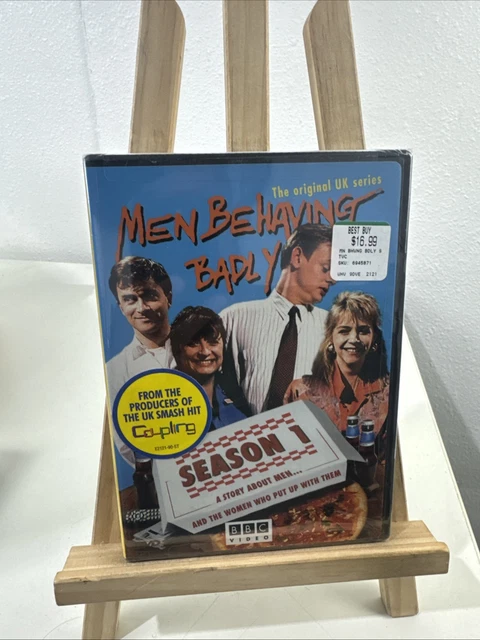 The original UK series
MEN BEHAVING
BADLY
BEST BUY
$16.99
FROM THE
PRODUCERS OF
THE UK SMASH HIT
Coupling
SEASON 1
A STORY ABOUT MEN...
AND THE WOMEN WHO PUT UP WITH THEM
BBC
VIDEO